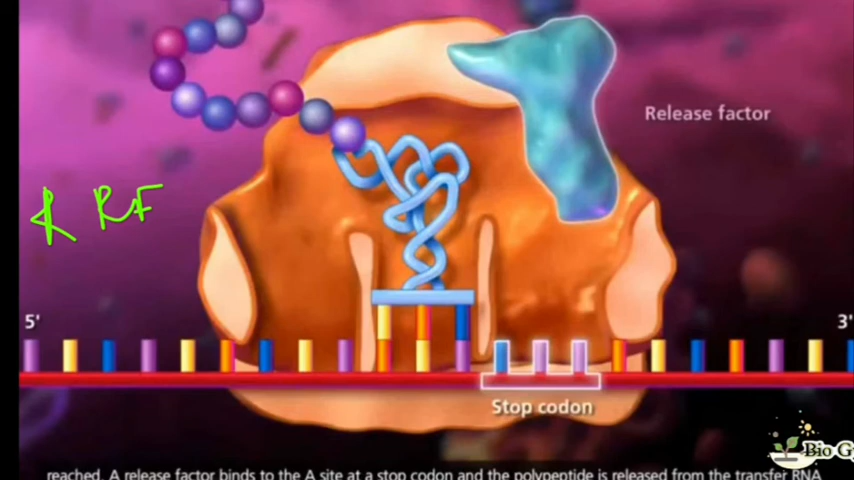 Release factor
RF
5'
3'
Stop codon
Bio G
reached. A release factor binds to the A site at a stop codon and the polypeptide is released from the transfer RNA